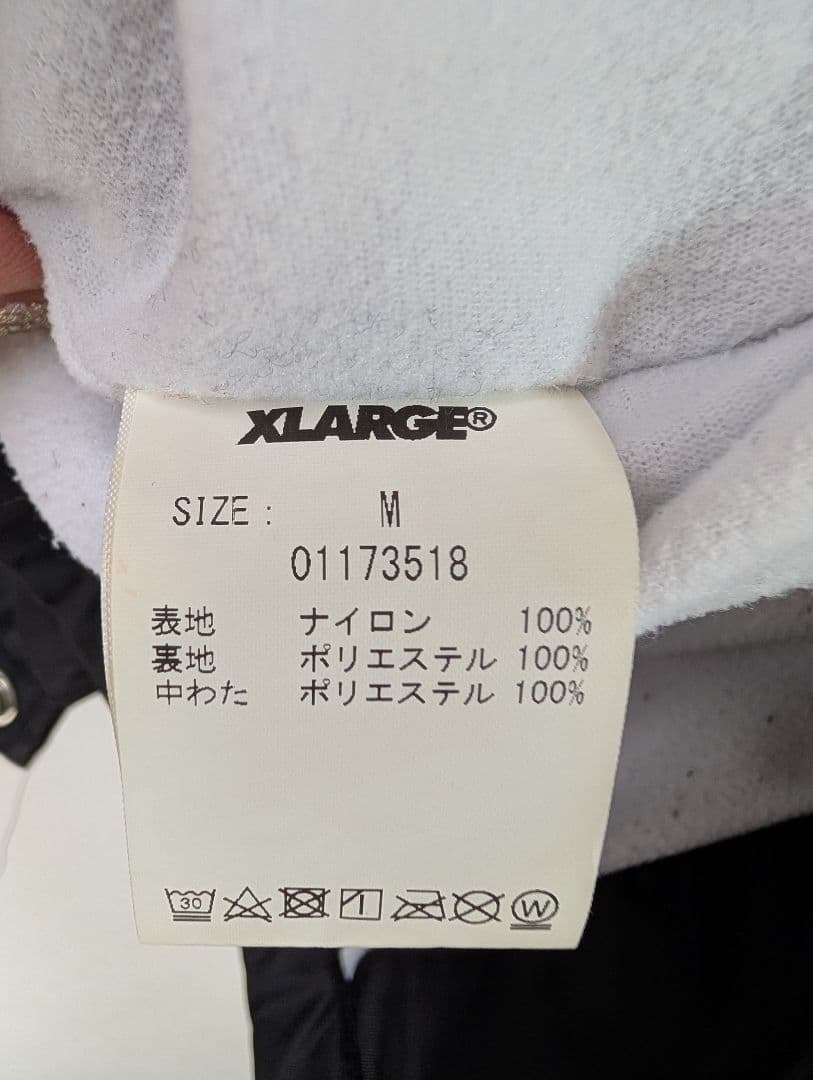 XLARGE®
SIZE: M
01173518
表地 ナイロン 100%
裏地 ポリエステル 100%
中わた ポリエステル 100%
30 W